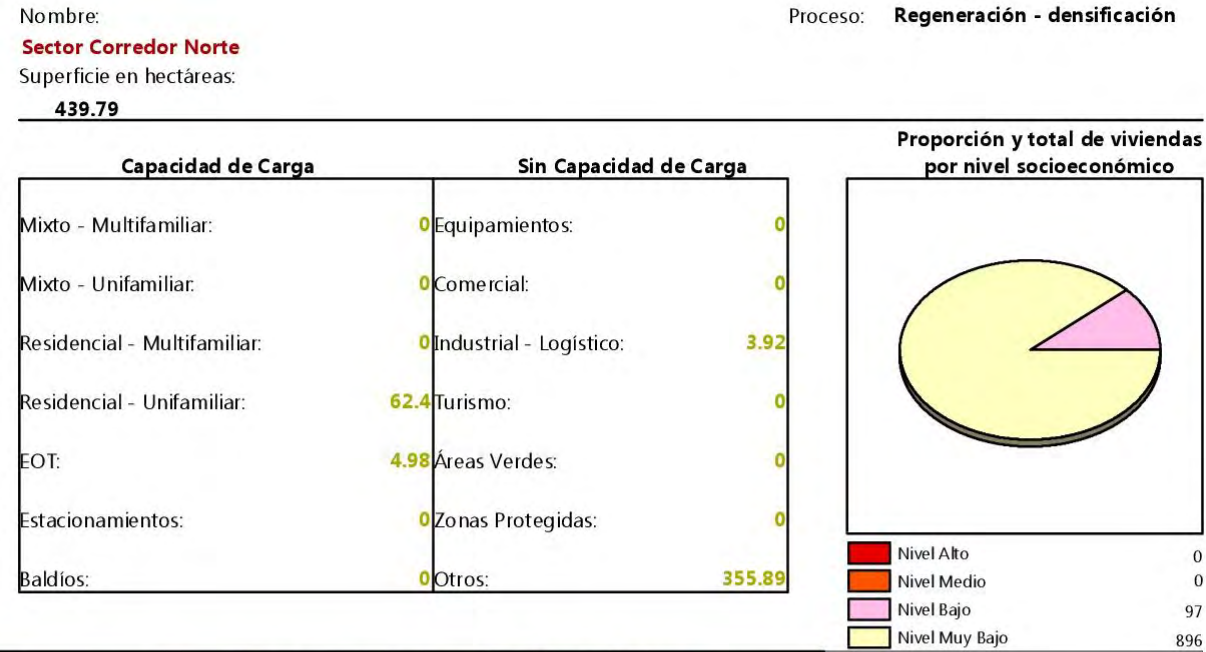 Nombre:
Proceso: Regeneración - densificación
Sector Corredor Norte
Superficie en hectáreas:
439.79
Capacidad de Carga
Sin Capacidad de Carga
Proporción y total de viviendas
por nivel socioeconómico
Mixto - Multifamiliar: 0 Equipamientos: 0
Mixto - Unifamiliar: 0 Comercial: 0
Residencial - Multifamiliar: 0 Industrial - Logístico: 3.92
Residencial - Unifamiliar: 62.4 Turismo: 0
EOT: 4.98 Áreas Verdes: 0
Estacionamientos: 0 Zonas Protegidas: 0
Baldíos: 0 Otros: 355.89
Nivel Alto 0
Nivel Medio 0
Nivel Bajo 97
Nivel Muy Bajo 896